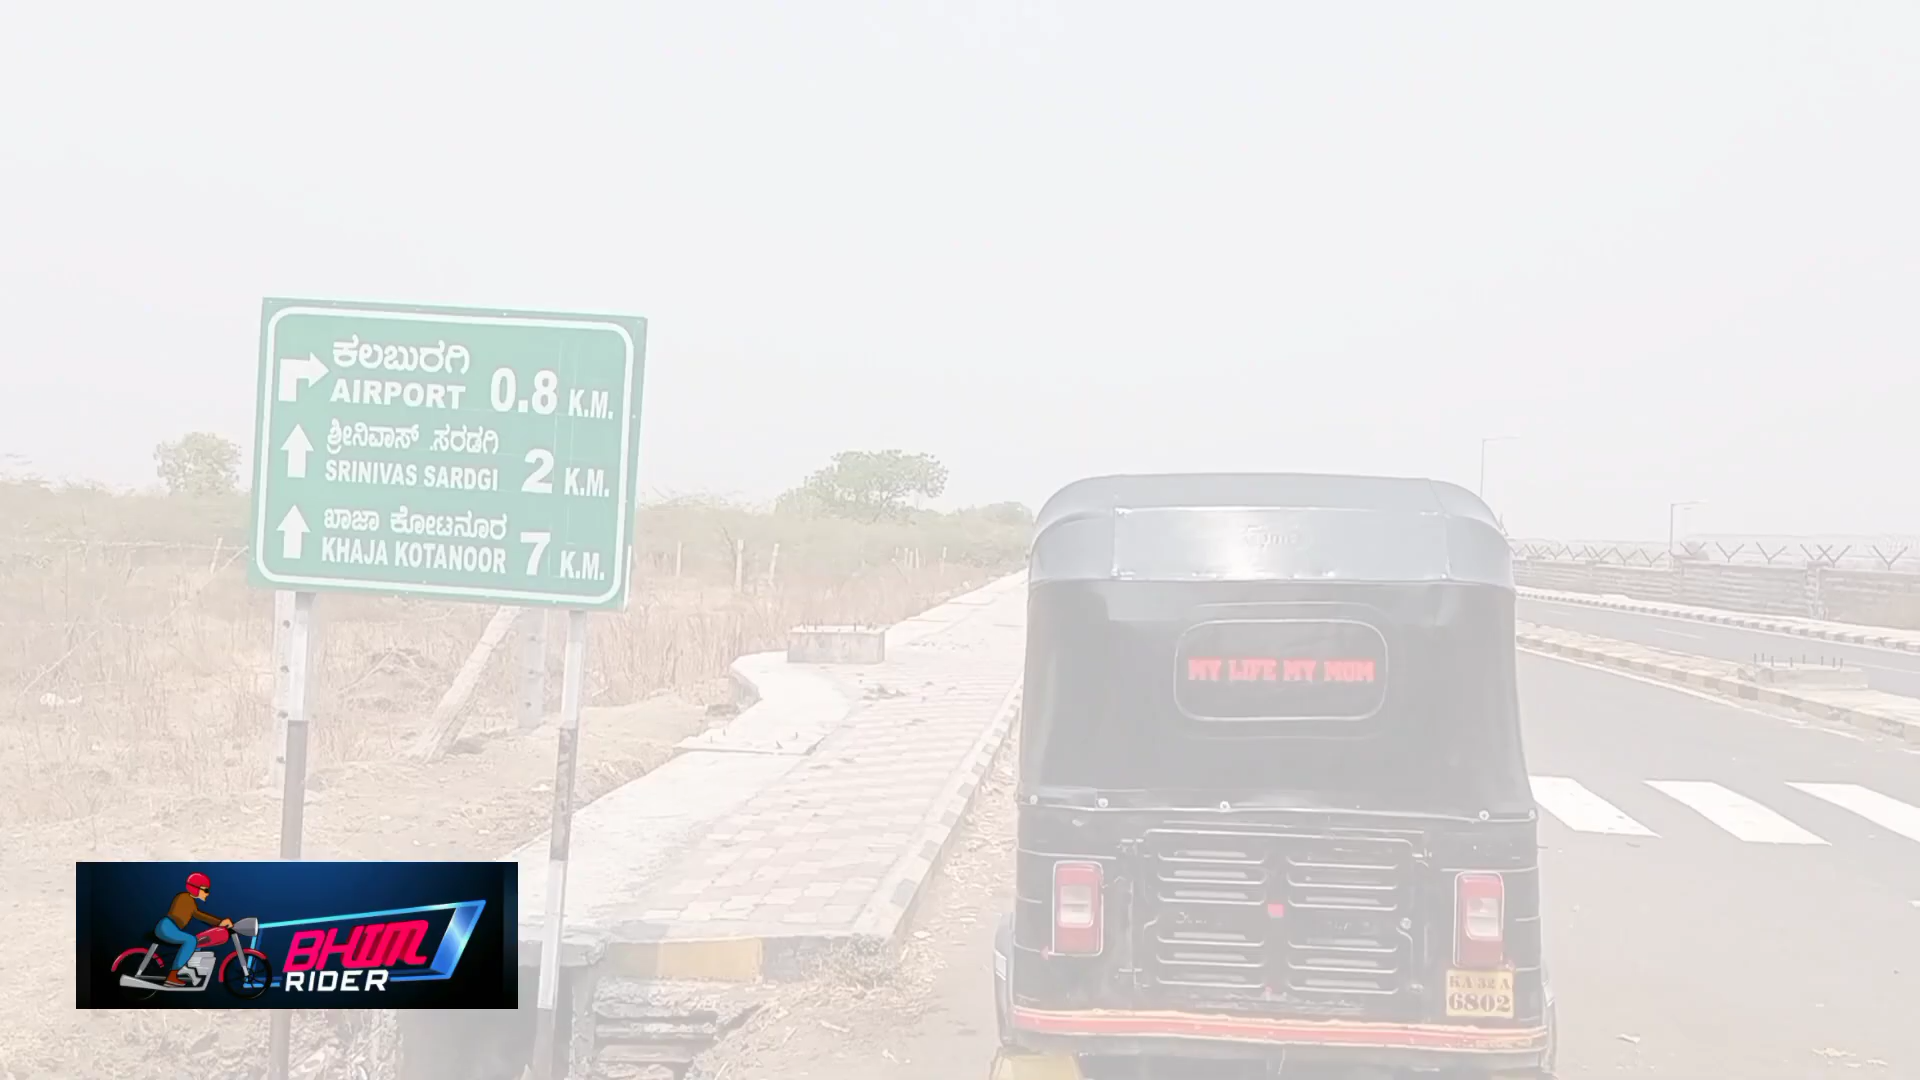 ಕಲಬುರಗಿ
AIRPORT 0.8 K.M.
ಶ್ರೀನಿವಾಸ್ .ಸರಡಗಿ
SRINIVAS SARDGI 2 K.M.
ಖಾಜಾ ಕೋಟನೂರ
KHAJA KOTANOOR 7 K.M.
MY LIFE MY MOM
KA 32 A
6802
BHIM
RIDER